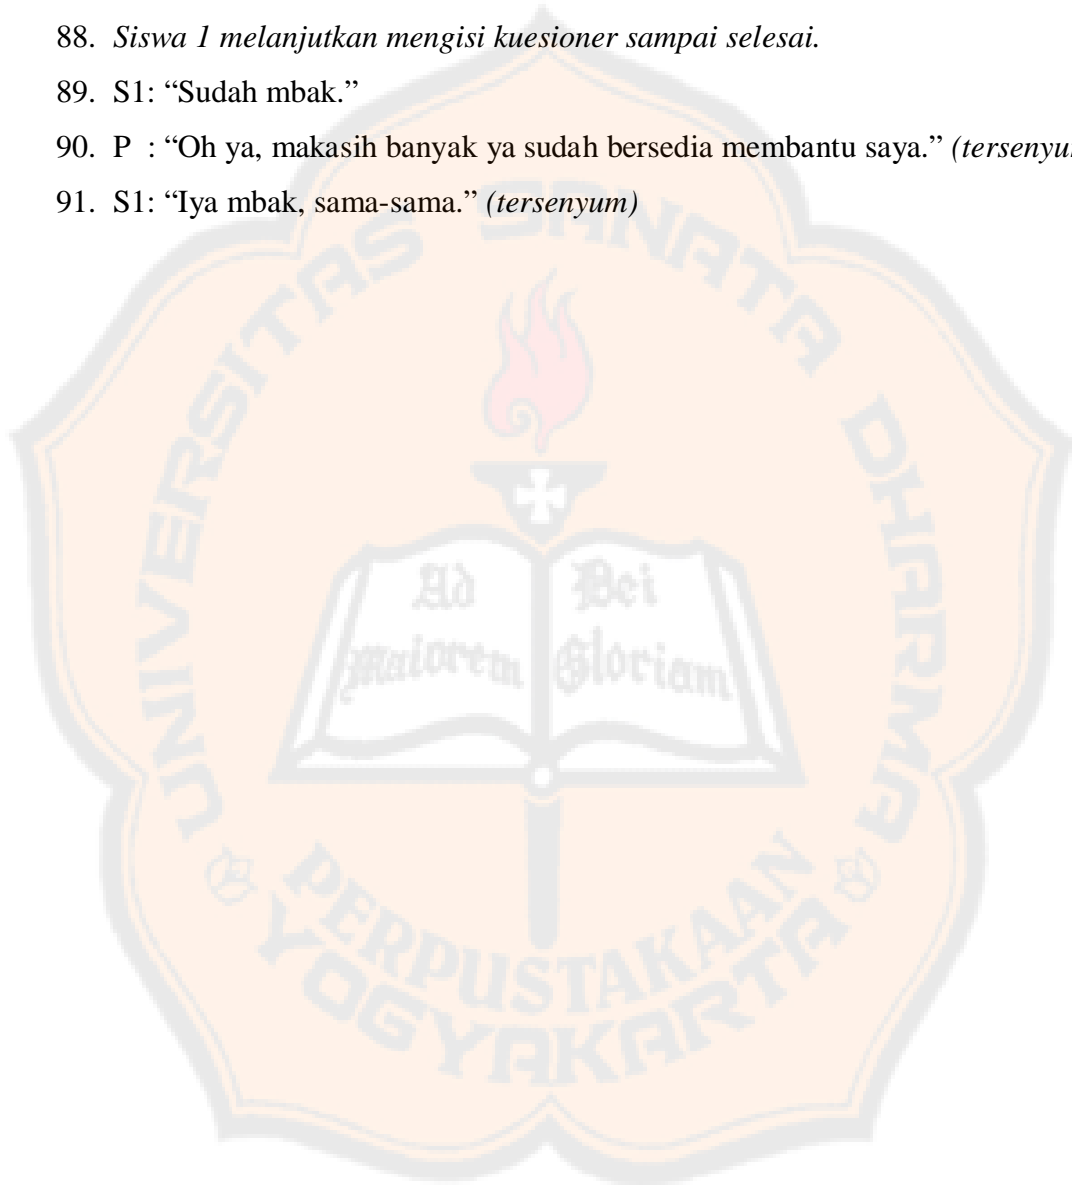 88. Siswa 1 melanjutkan mengisi kuesioner sampai selesai.
89. S1: “Sudah mbak.”
90. P : “Oh ya, makasih banyak ya sudah bersedia membantu saya.” (tersenyu
91. S1: “Iya mbak, sama-sama.” (tersenyum)
UNIVERSITAS SANATA DHARMA
Ad Dei
Maiorem Gloriam
PERPUSTAKAAN
YOGYAKARTA